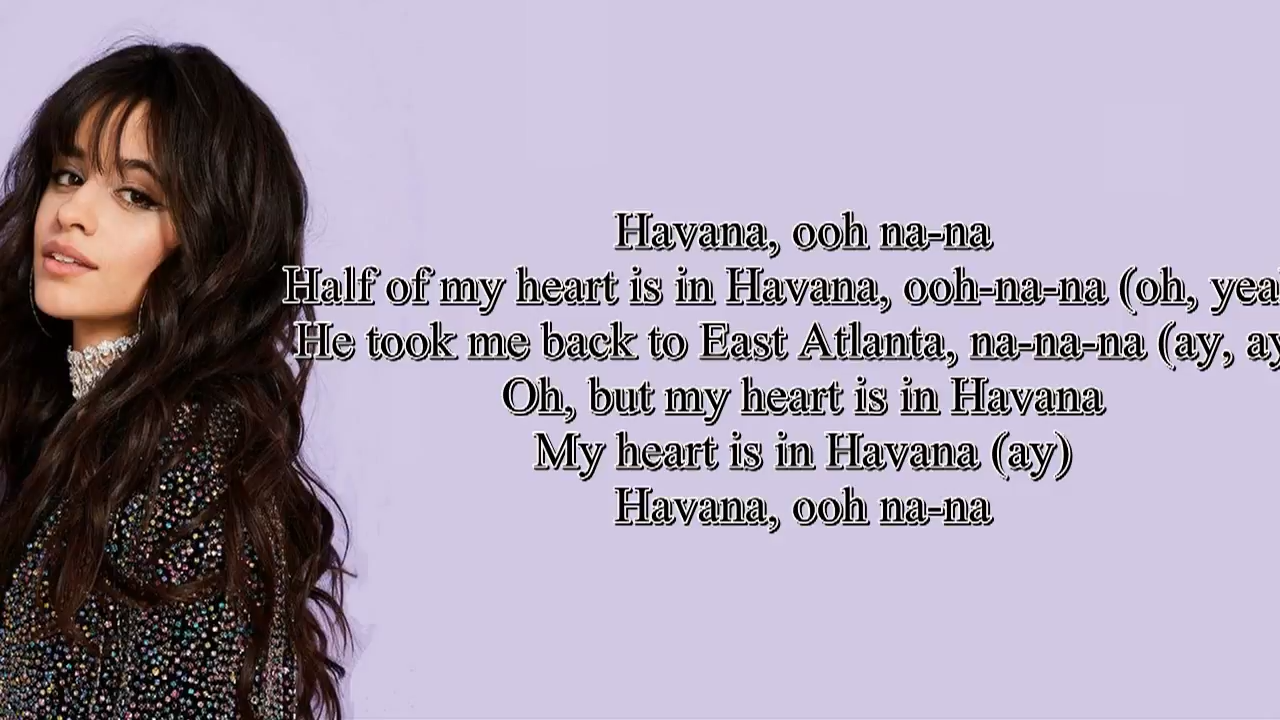 Havana, ooh na-na
Half of my heart is in Havana, ooh-na-na (oh, yea
He took me back to East Atlanta, na-na-na (ay, ay
Oh, but my heart is in Havana
My heart is in Havana (ay)
Havana, ooh na-na